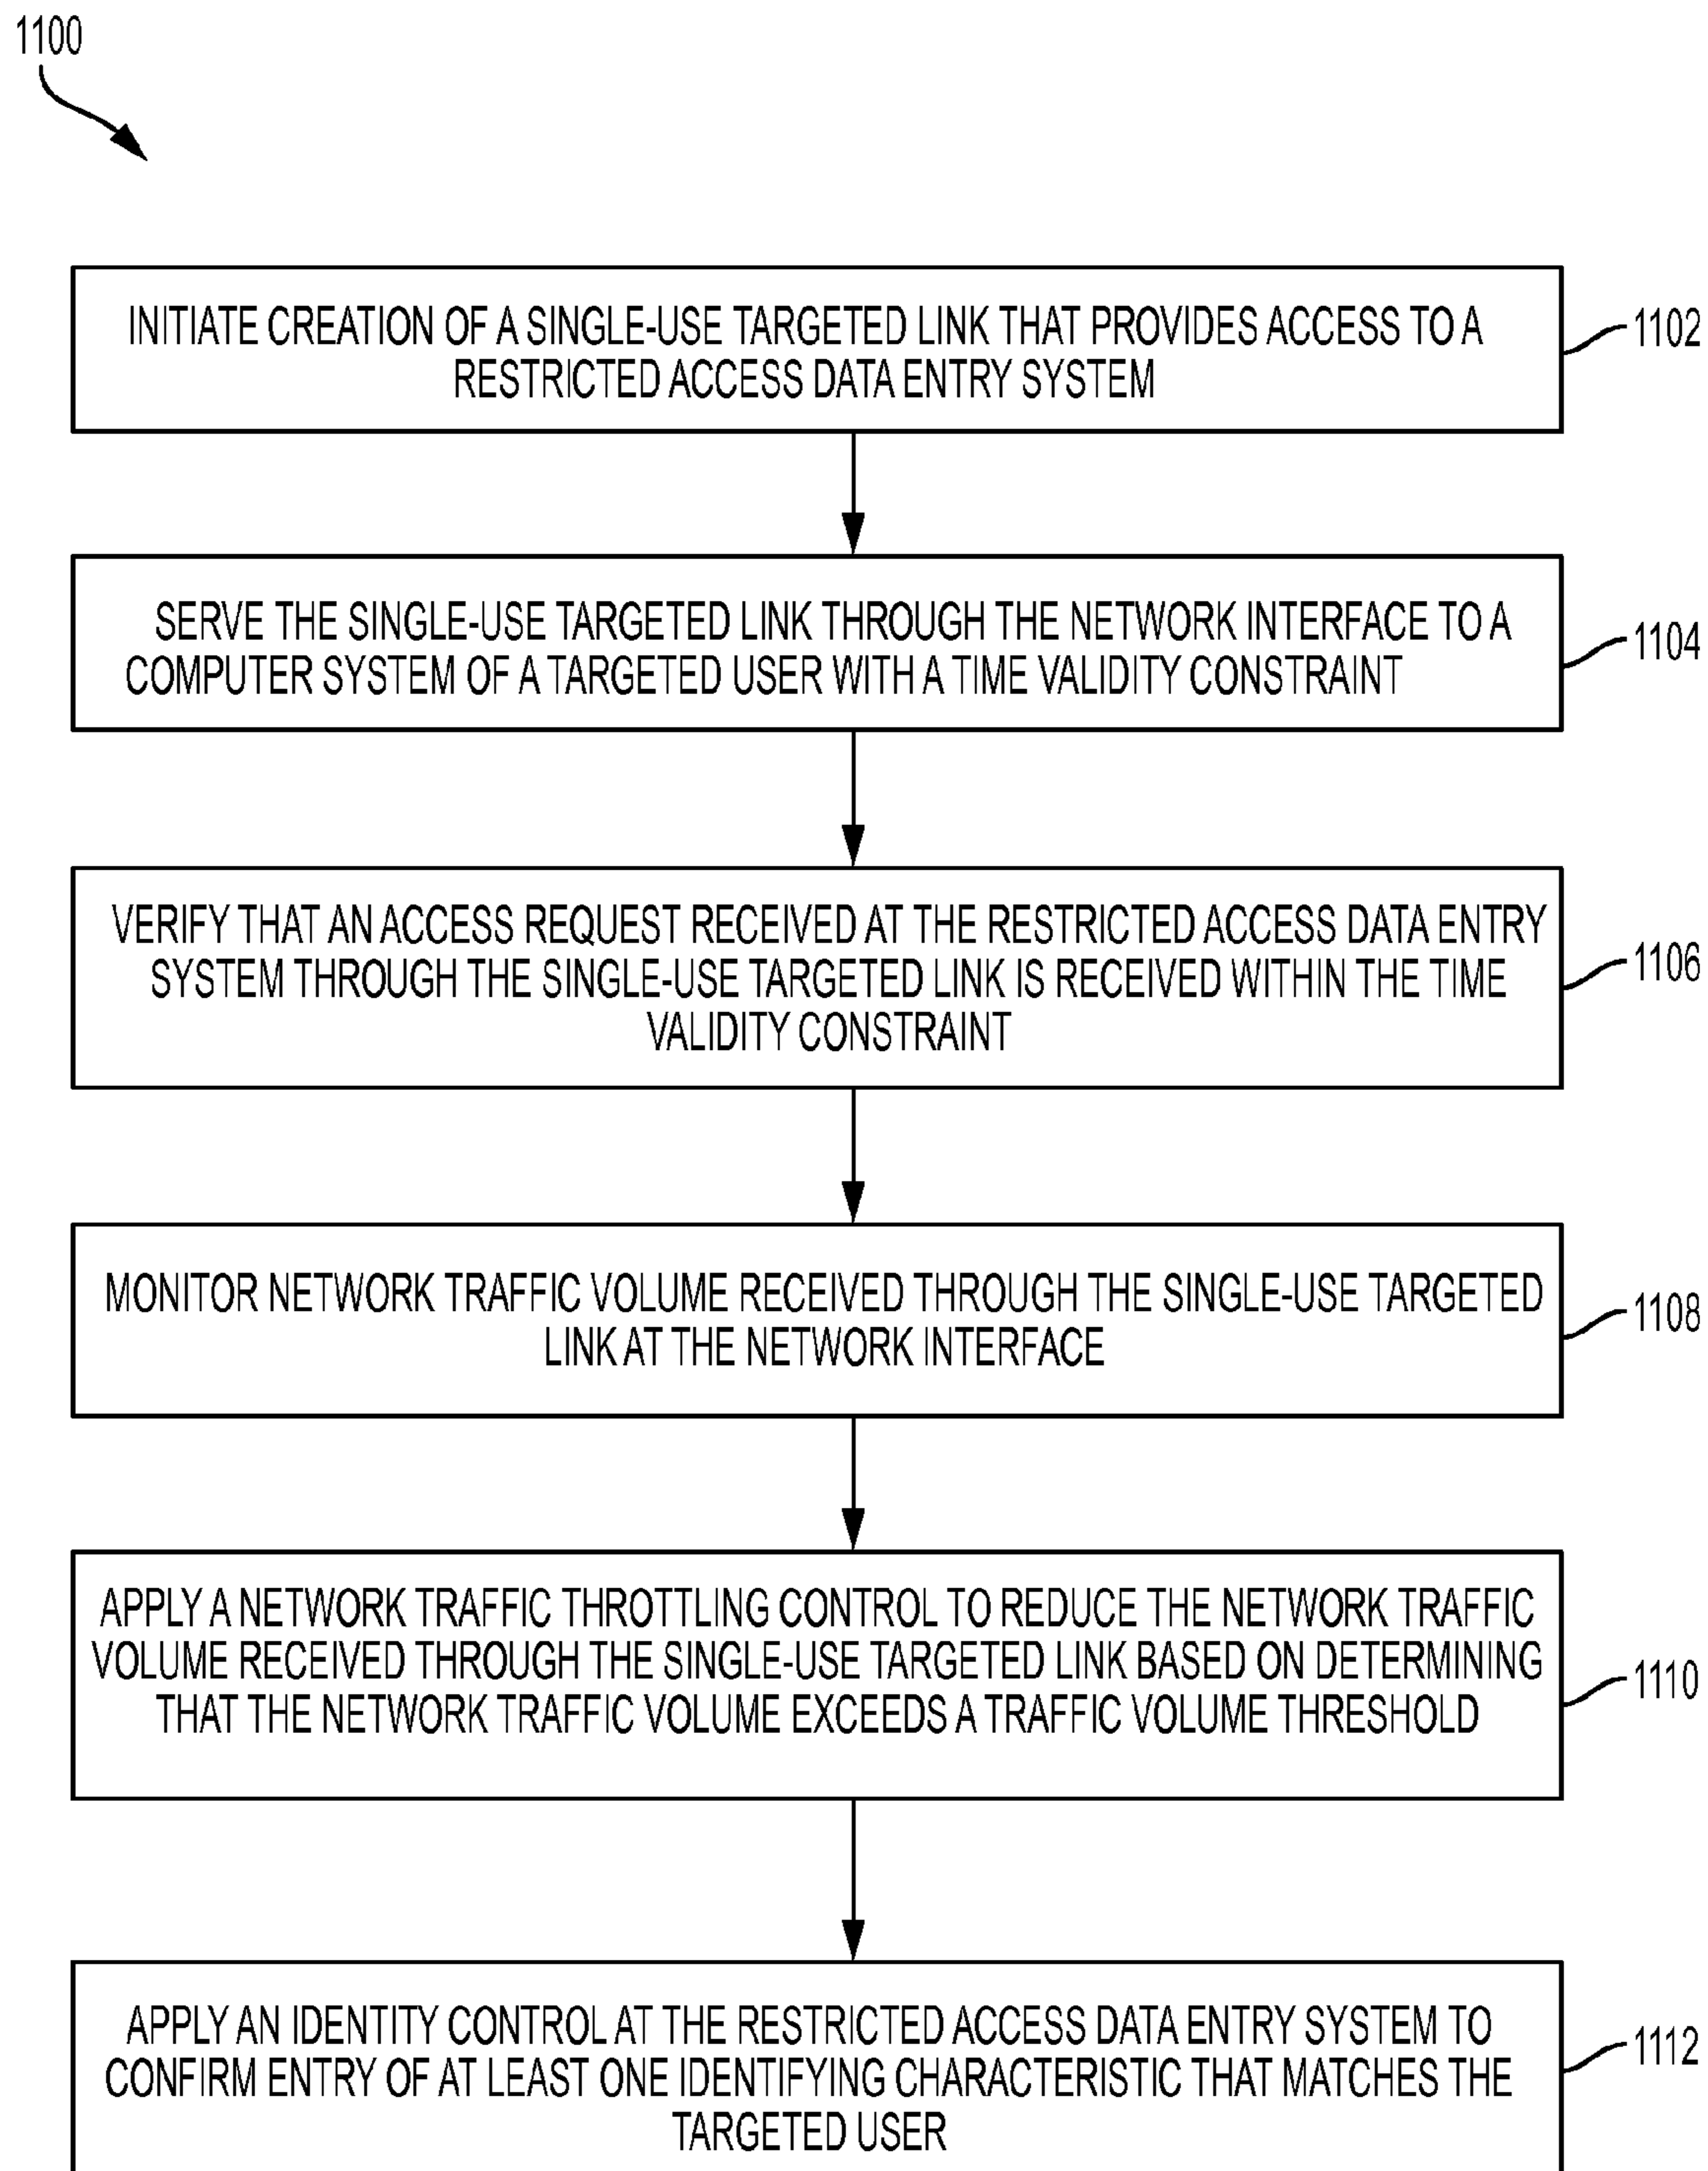 1100
INITIATE CREATION OF A SINGLE-USE TARGETED LINK THAT PROVIDES ACCESS TO A
RESTRICTED ACCESS DATA ENTRY SYSTEM
1102
SERVE THE SINGLE-USE TARGETED LINK THROUGH THE NETWORK INTERFACE TO A
COMPUTER SYSTEM OF A TARGETED USER WITH A TIME VALIDITY CONSTRAINT
1104
VERIFY THAT AN ACCESS REQUEST RECEIVED AT THE RESTRICTED ACCESS DATA ENTRY
SYSTEM THROUGH THE SINGLE-USE TARGETED LINK IS RECEIVED WITHIN THE TIME
VALIDITY CONSTRAINT
1106
MONITOR NETWORK TRAFFIC VOLUME RECEIVED THROUGH THE SINGLE-USE TARGETED
LINK AT THE NETWORK INTERFACE
1108
APPLY A NETWORK TRAFFIC THROTTLING CONTROL TO REDUCE THE NETWORK TRAFFIC
VOLUME RECEIVED THROUGH THE SINGLE-USE TARGETED LINK BASED ON DETERMINING
THAT THE NETWORK TRAFFIC VOLUME EXCEEDS A TRAFFIC VOLUME THRESHOLD
1110
APPLY AN IDENTITY CONTROL AT THE RESTRICTED ACCESS DATA ENTRY SYSTEM TO
CONFIRM ENTRY OF AT LEAST ONE IDENTIFYING CHARACTERISTIC THAT MATCHES THE
TARGETED USER
1112